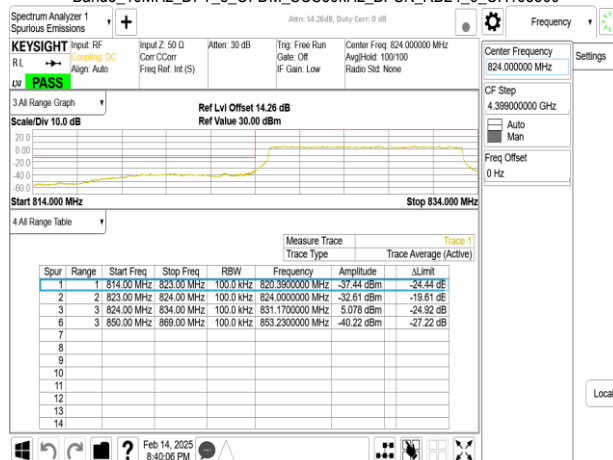 Spectrum Analyzer 1
Spurious Emissions
Attn: 14.26dB, Duty Corr: 0 dB
Frequency
KEYSIGHT
RL
LXI
PASS
Input: RF
Coupling: DC
Align: Auto
Input Z: 50 Ω
Corr CCorr
Freq Ref: Int (S)
Atten: 30 dB
Trig: Free Run
Gate: Off
IF Gain: Low
Center Freq: 824.000000 MHz
Avg|Hold: 100/100
Radio Std: None
Center Frequency
824.000000 MHz
Settings
CF Step
4.399000000 GHz
Auto
Man
Freq Offset
0 Hz
3 All Range Graph
Scale/Div 10.0 dB
Ref Lvl Offset 14.26 dB
Ref Value 30.00 dBm
20.0
0.00
-20.0
-40.0
-60.0
Start 814.000 MHz
Stop 834.000 MHz
4 All Range Table
Measure Trace Trace 1
Trace Type Trace Average (Active)
Spur Range Start Freq Stop Freq RBW Frequency Amplitude ΔLimit
1 1 814.00 MHz 823.00 MHz 100.0 kHz 820.3900000 MHz -37.44 dBm -24.44 dB
2 2 823.00 MHz 824.00 MHz 100.0 kHz 824.0000000 MHz -32.61 dBm -19.61 dB
3 3 824.00 MHz 834.00 MHz 100.0 kHz 831.1700000 MHz 5.078 dBm -24.92 dB
6 3 850.00 MHz 869.00 MHz 100.0 kHz 853.2300000 MHz -40.22 dBm -27.22 dB
7
8
9
10
11
12
13
14
Local
Feb 14, 2025
8:40:06 PM